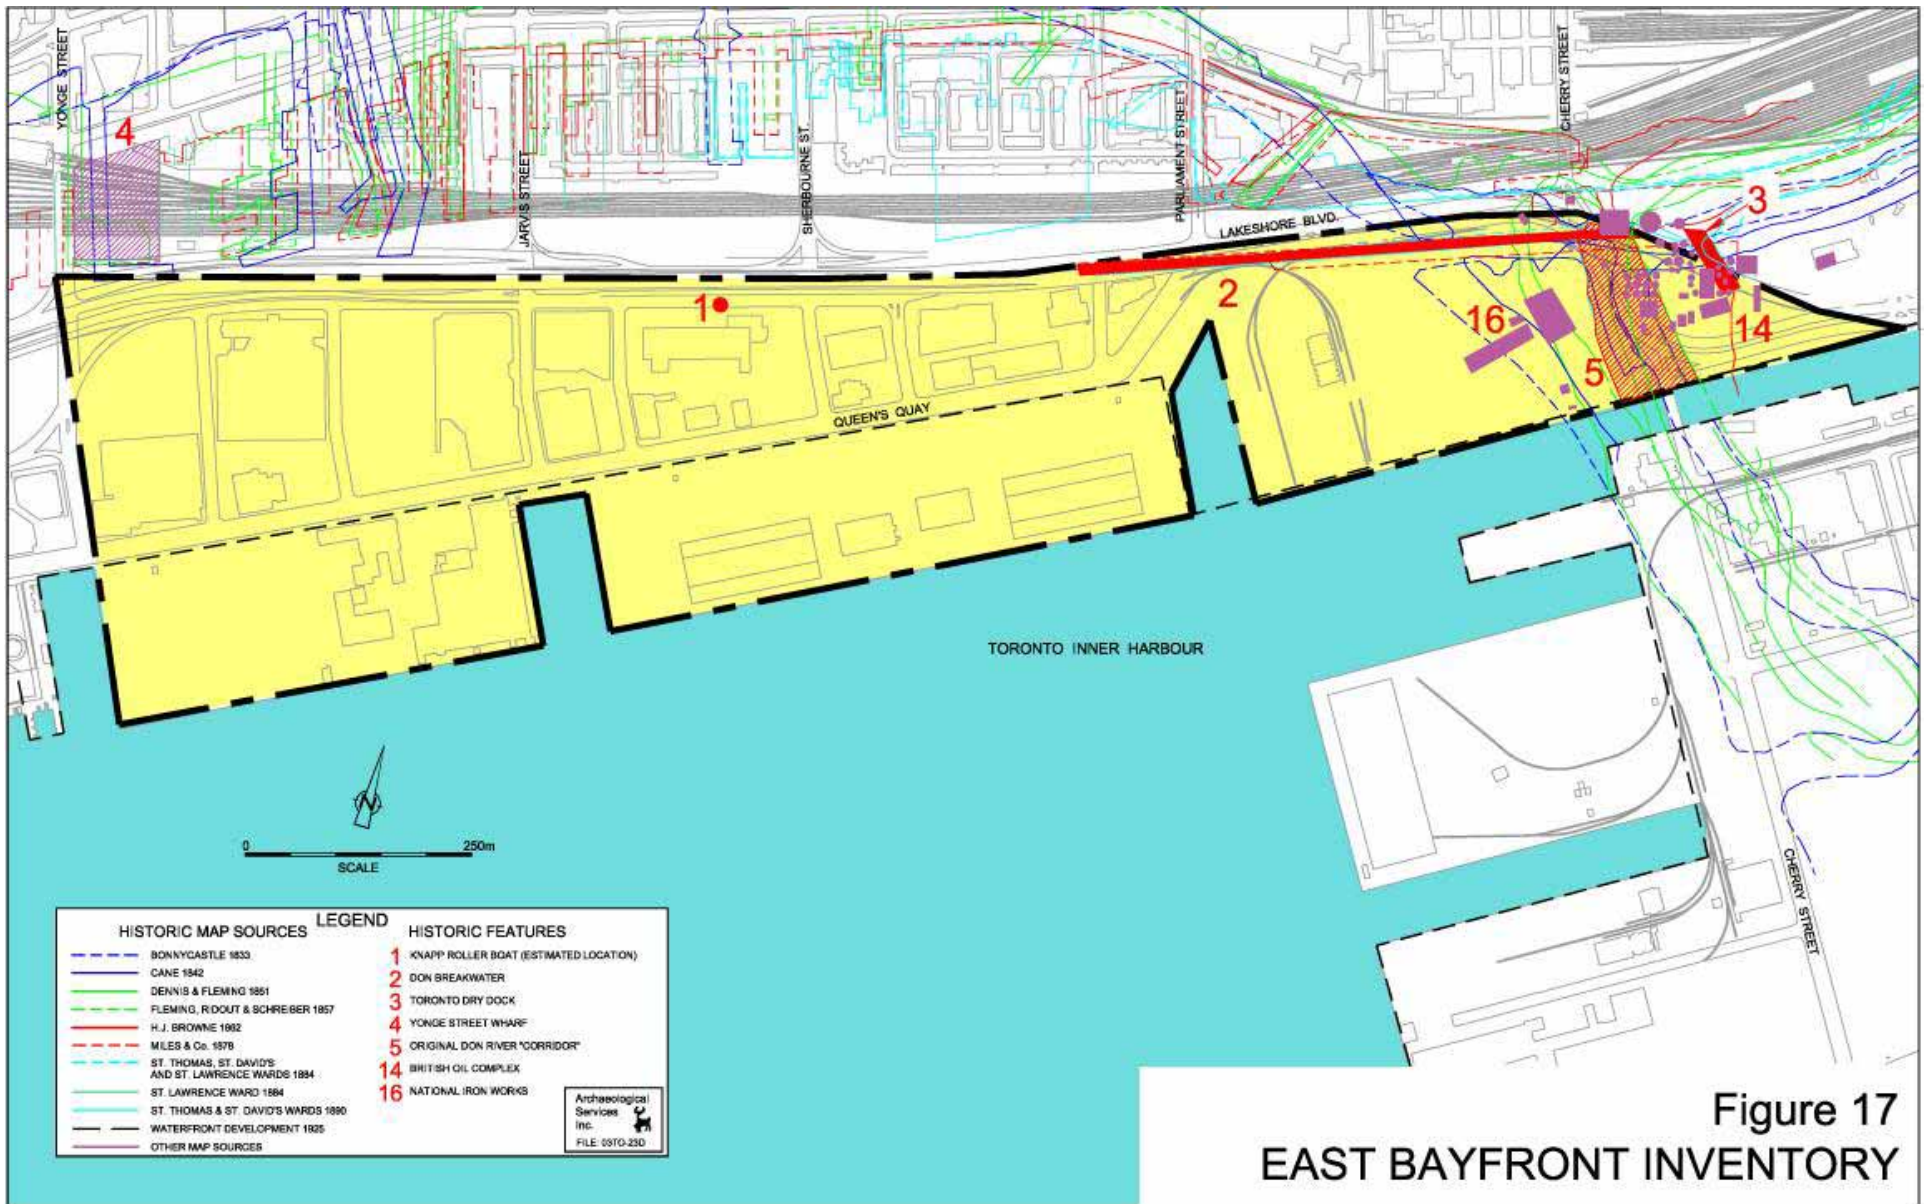 YONGE STREET
4
JARVIS STREET
SHERBOURNE ST.
PARLIAMENT STREET
CHERRY STREET
LAKESHORE BLVD.
3
1
2
16
14
5
QUEEN'S QUAY
TORONTO INNER HARBOUR
CHERRY STREET
N
0 250m
SCALE
LEGEND
HISTORIC MAP SOURCES
BONNYCASTLE 1833
CANE 1842
DENNIS & FLEMING 1851
FLEMING, RIDOUT & SCHREIBER 1857
H.J. BROWNE 1862
MILES & Co. 1878
ST. THOMAS, ST. DAVID'S
AND ST. LAWRENCE WARDS 1884
ST. LAWRENCE WARD 1884
ST. THOMAS & ST. DAVID'S WARDS 1890
WATERFRONT DEVELOPMENT 1925
OTHER MAP SOURCES
HISTORIC FEATURES
1 KNAPP ROLLER BOAT (ESTIMATED LOCATION)
2 DON BREAKWATER
3 TORONTO DRY DOCK
4 YONGE STREET WHARF
5 ORIGINAL DON RIVER "CORRIDOR"
14 BRITISH OIL COMPLEX
16 NATIONAL IRON WORKS
Archaeological
Services
Inc.
FILE: 03TO-23D
Figure 17
EAST BAYFRONT INVENTORY